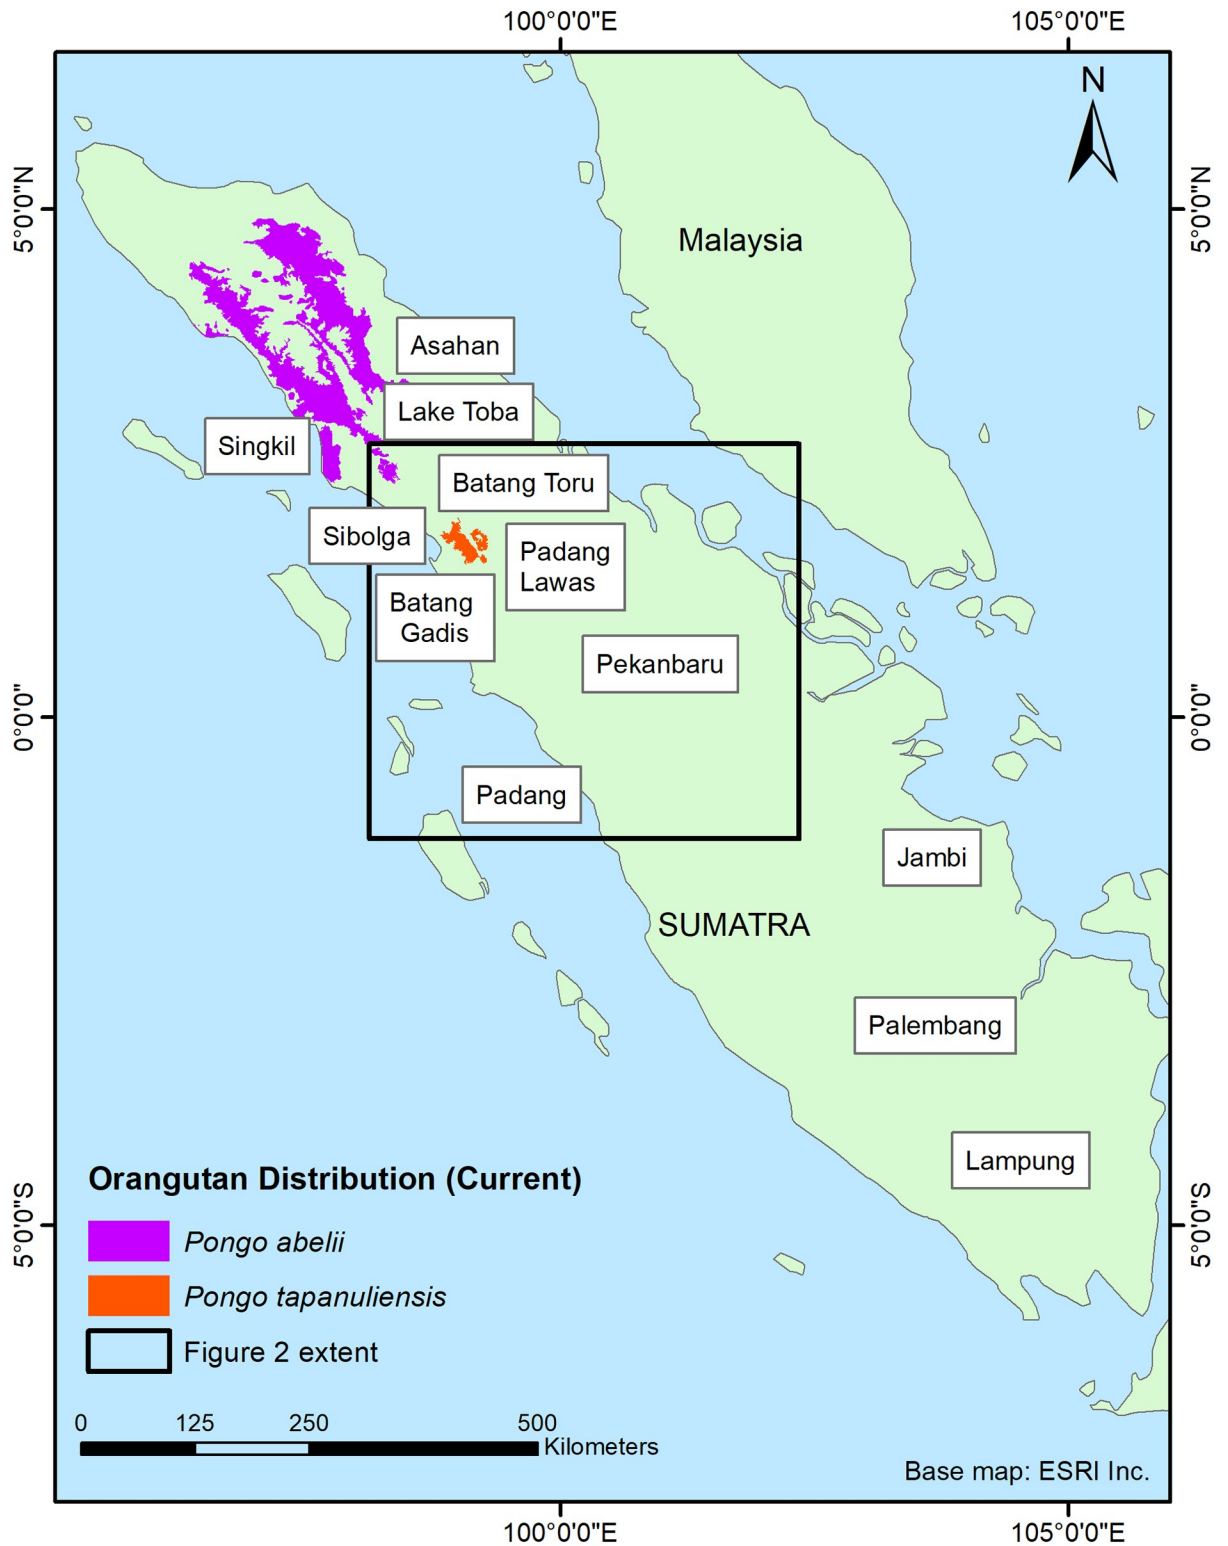 100°0'0"E
105°0'0"E
N
5°0'0"N
5°0'0"N
Malaysia
Asahan
Lake Toba
Singkil
Batang Toru
Sibolga
Padang
Lawas
Batang
Gadis
Pekanbaru
0°0'0"
0°0'0"
Padang
Jambi
SUMATRA
Palembang
Lampung
5°0'0"S
5°0'0"S
Orangutan Distribution (Current)
Pongo abelii
Pongo tapanuliensis
Figure 2 extent
0 125 250 500
Kilometers
Base map: ESRI Inc.
100°0'0"E
105°0'0"E